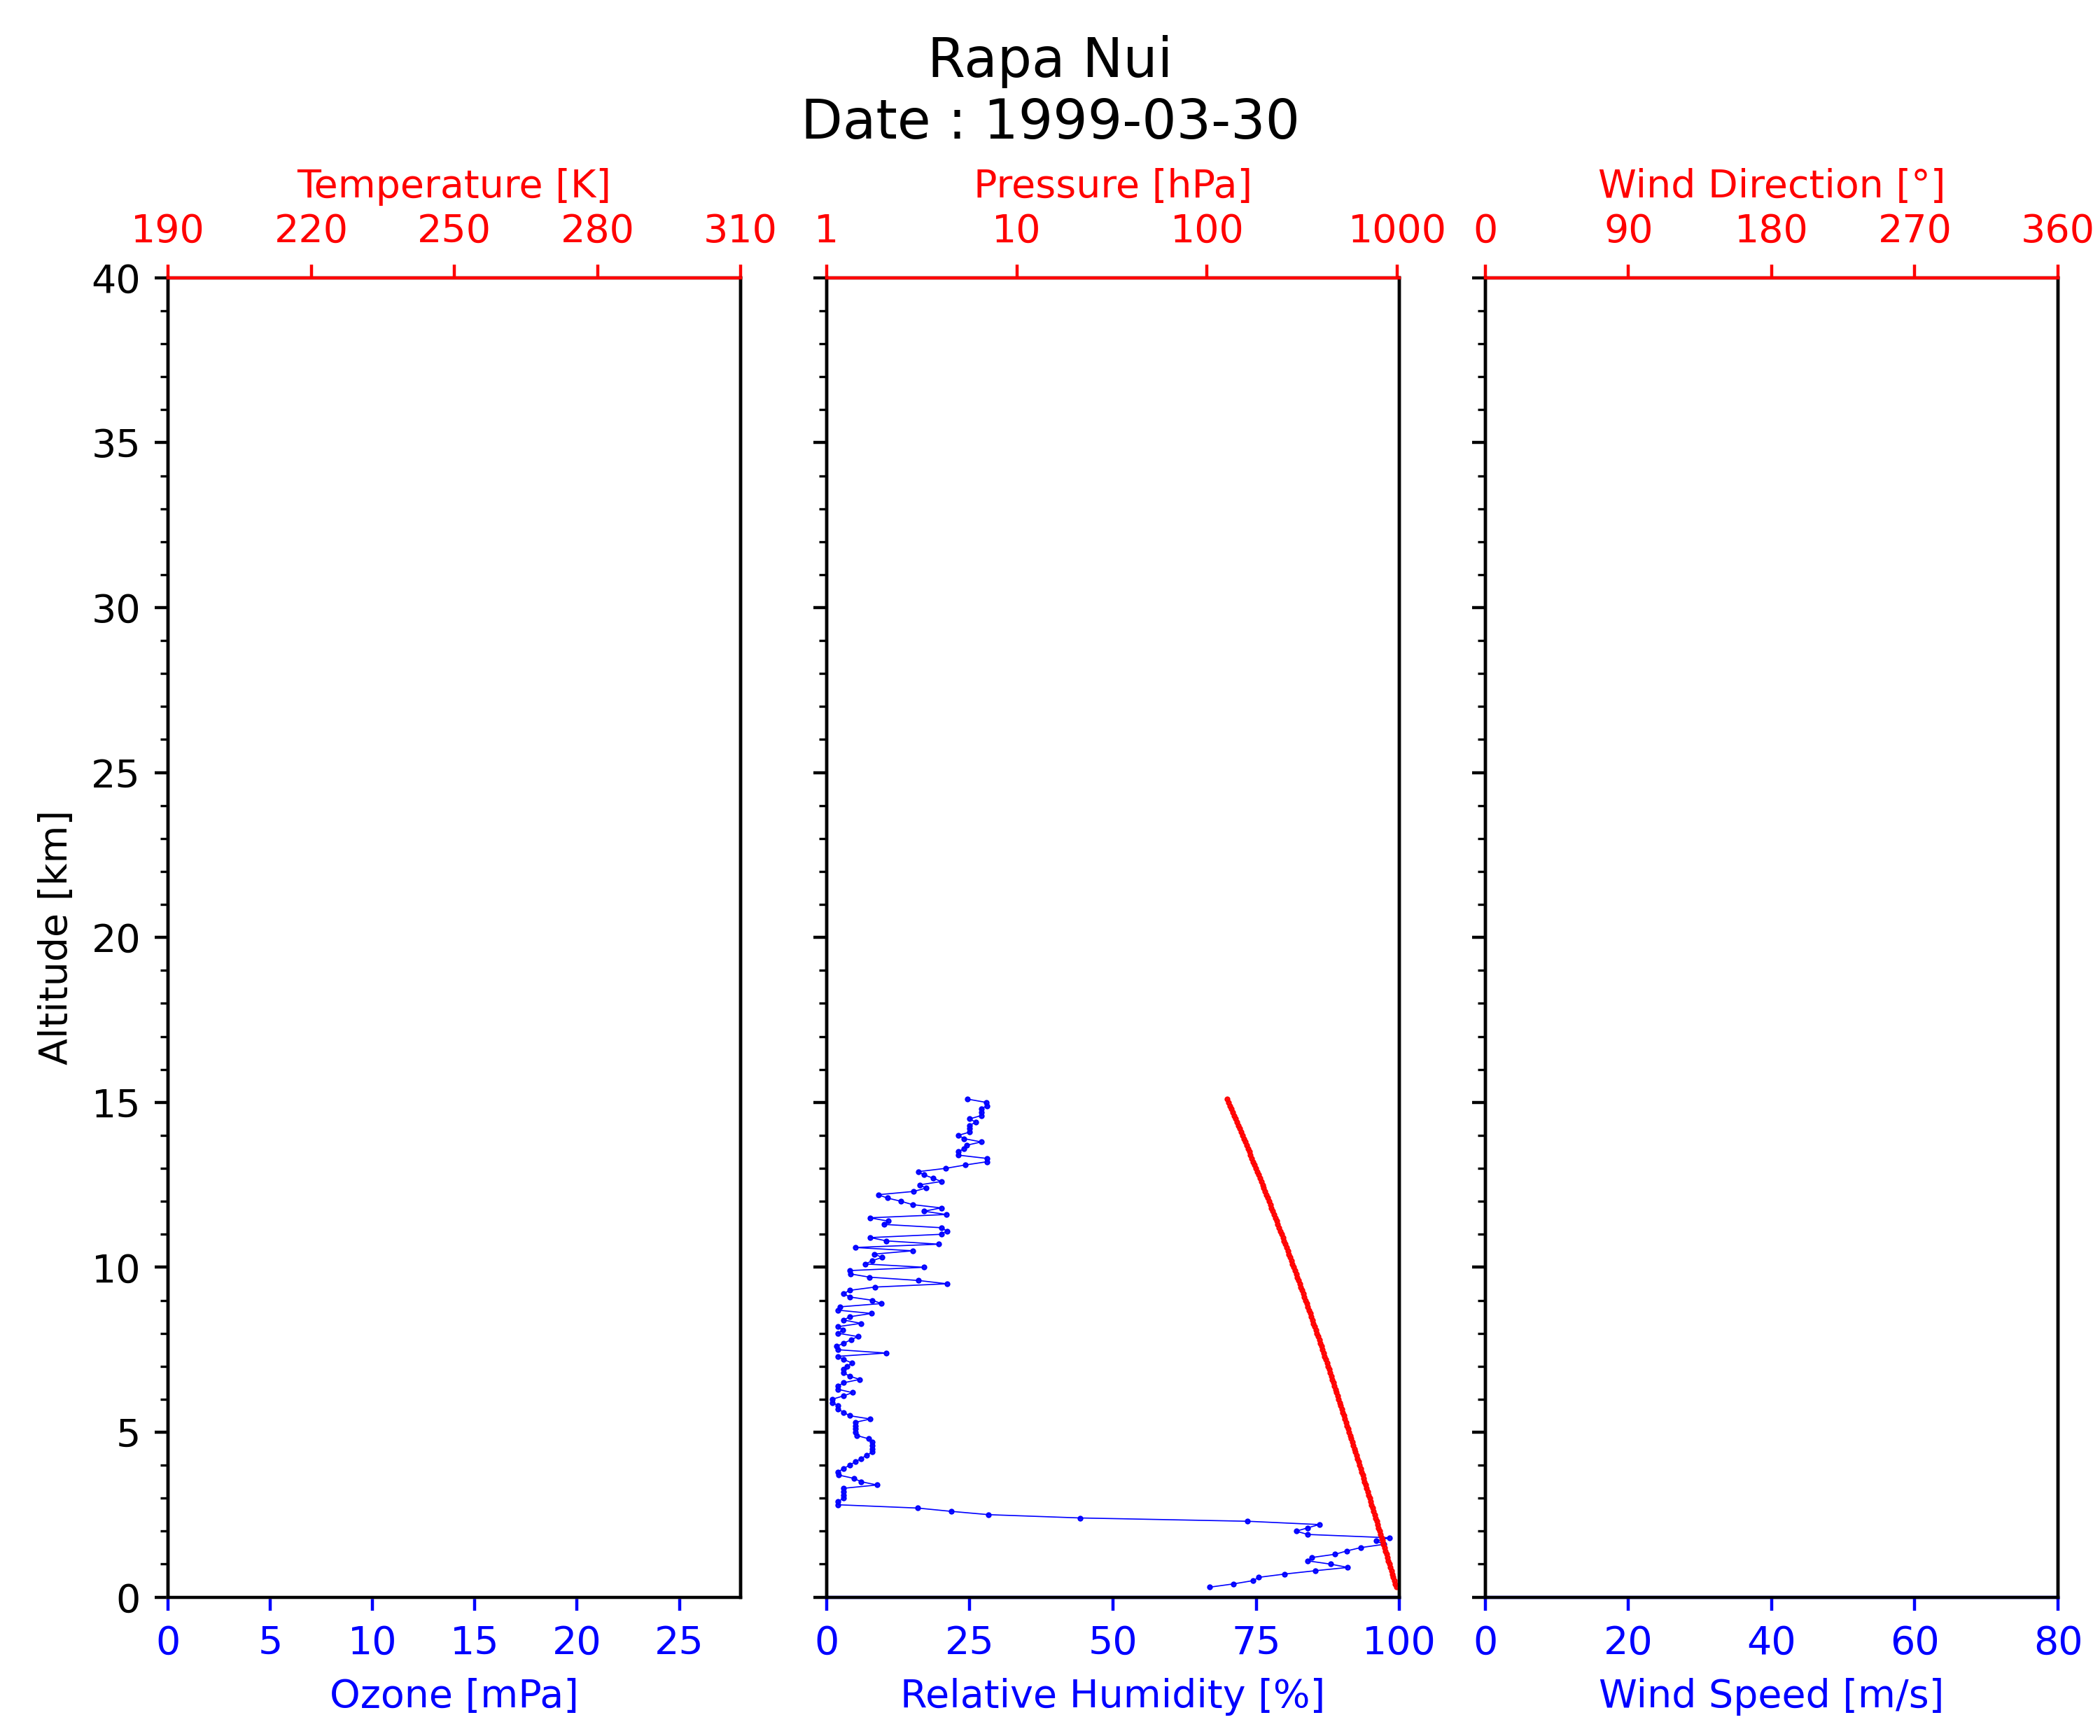 Rapa Nui
Date : 1999-03-30
Temperature [K]
190 220 250 280 310
Pressure [hPa]
1 10 100 1000
Wind Direction [°]
0 90 180 270 360
Altitude [km]
40
35
30
25
20
15
10
5
0
0 5 10 15 20 25
Ozone [mPa]
0 25 50 75 100
Relative Humidity [%]
0 20 40 60 80
Wind Speed [m/s]